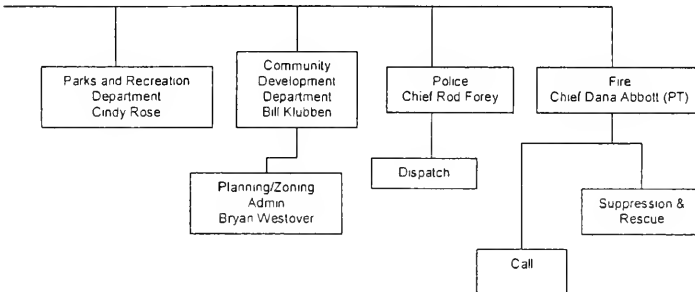 Parks and Recreation
Department
Cindy Rose
Community
Development
Department
Bill Klubben
Police
Chief Rod Forey
Fire
Chief Dana Abbott (PT)
Planning/Zoning
Admin
Bryan Westover
Dispatch
Suppression &
Rescue
Call